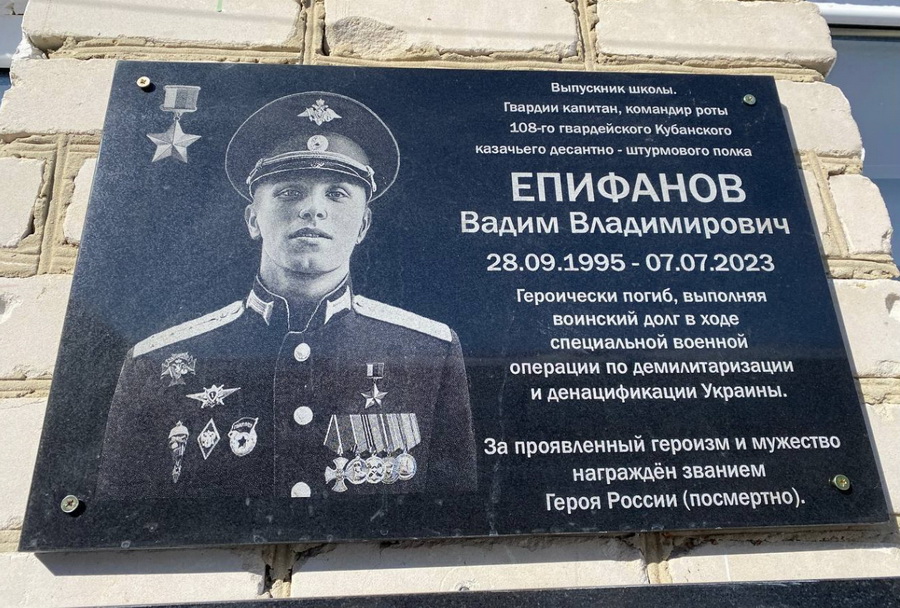 Выпускник школы.
Гвардии капитан, командир роты
108-го гвардейского Кубанского
казачьего десантно - штурмового полка
ЕПИФАНОВ
Вадим Владимирович
28.09.1995 - 07.07.2023
Героически погиб, выполняя
воинский долг в ходе
специальной военной
операции по демилитаризации
и денацификации Украины.
За проявленный героизм и мужество
награждён званием
Героя России (посмертно).